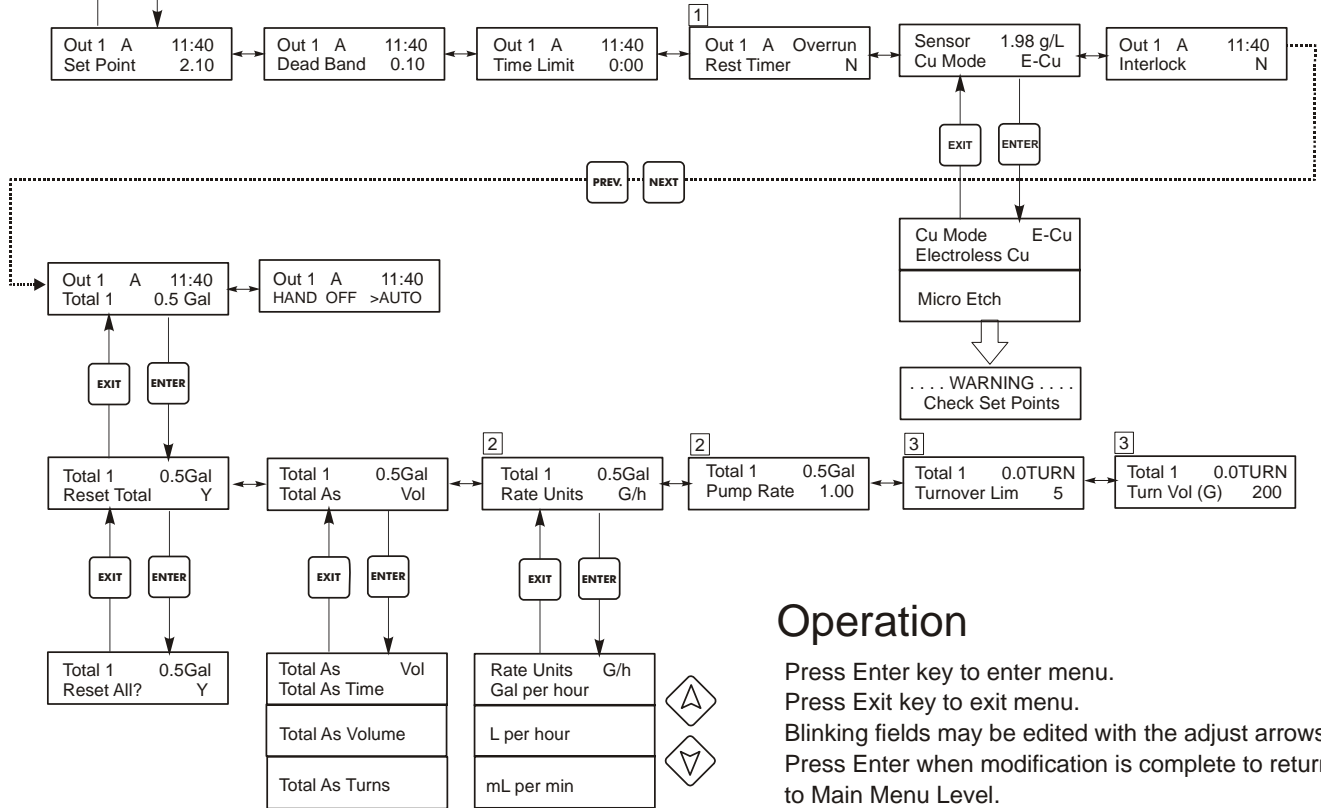 1
Out 1 A 11:40
Set Point 2.10
Out 1 A 11:40
Dead Band 0.10
Out 1 A 11:40
Time Limit 0:00
Out 1 A Overrun
Rest Timer N
Sensor 1.98 g/L
Cu Mode E-Cu
Out 1 A 11:40
Interlock N
EXIT
ENTER
PREV.
NEXT
Cu Mode E-Cu
Electroless Cu
Micro Etch
. . . . WARNING . . . .
Check Set Points
Out 1 A 11:40
Total 1 0.5 Gal
Out 1 A 11:40
HAND OFF >AUTO
EXIT
ENTER
Total 1 0.5Gal
Reset Total Y
Total 1 0.5Gal
Total As Vol
2
Total 1 0.5Gal
Rate Units G/h
2
Total 1 0.5Gal
Pump Rate 1.00
3
Total 1 0.0TURN
Turnover Lim 5
3
Total 1 0.0TURN
Turn Vol (G) 200
EXIT
ENTER
EXIT
ENTER
EXIT
ENTER
Total 1 0.5Gal
Reset All? Y
Total As Vol
Total As Time
Total As Volume
Total As Turns
Rate Units G/h
Gal per hour
L per hour
mL per min
Operation
Press Enter key to enter menu.
Press Exit key to exit menu.
Blinking fields may be edited with the adjust arrows
Press Enter when modification is complete to return
to Main Menu Level.